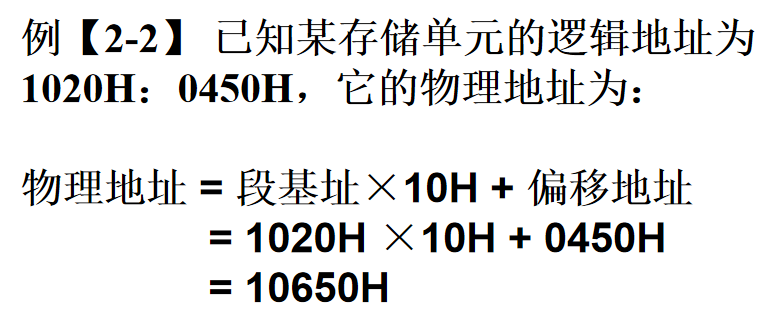 例【2-2】 已知某存储单元的逻辑地址为
1020H：0450H，它的物理地址为：
物理地址 = 段基址×10H + 偏移地址
= 1020H ×10H + 0450H
= 10650H